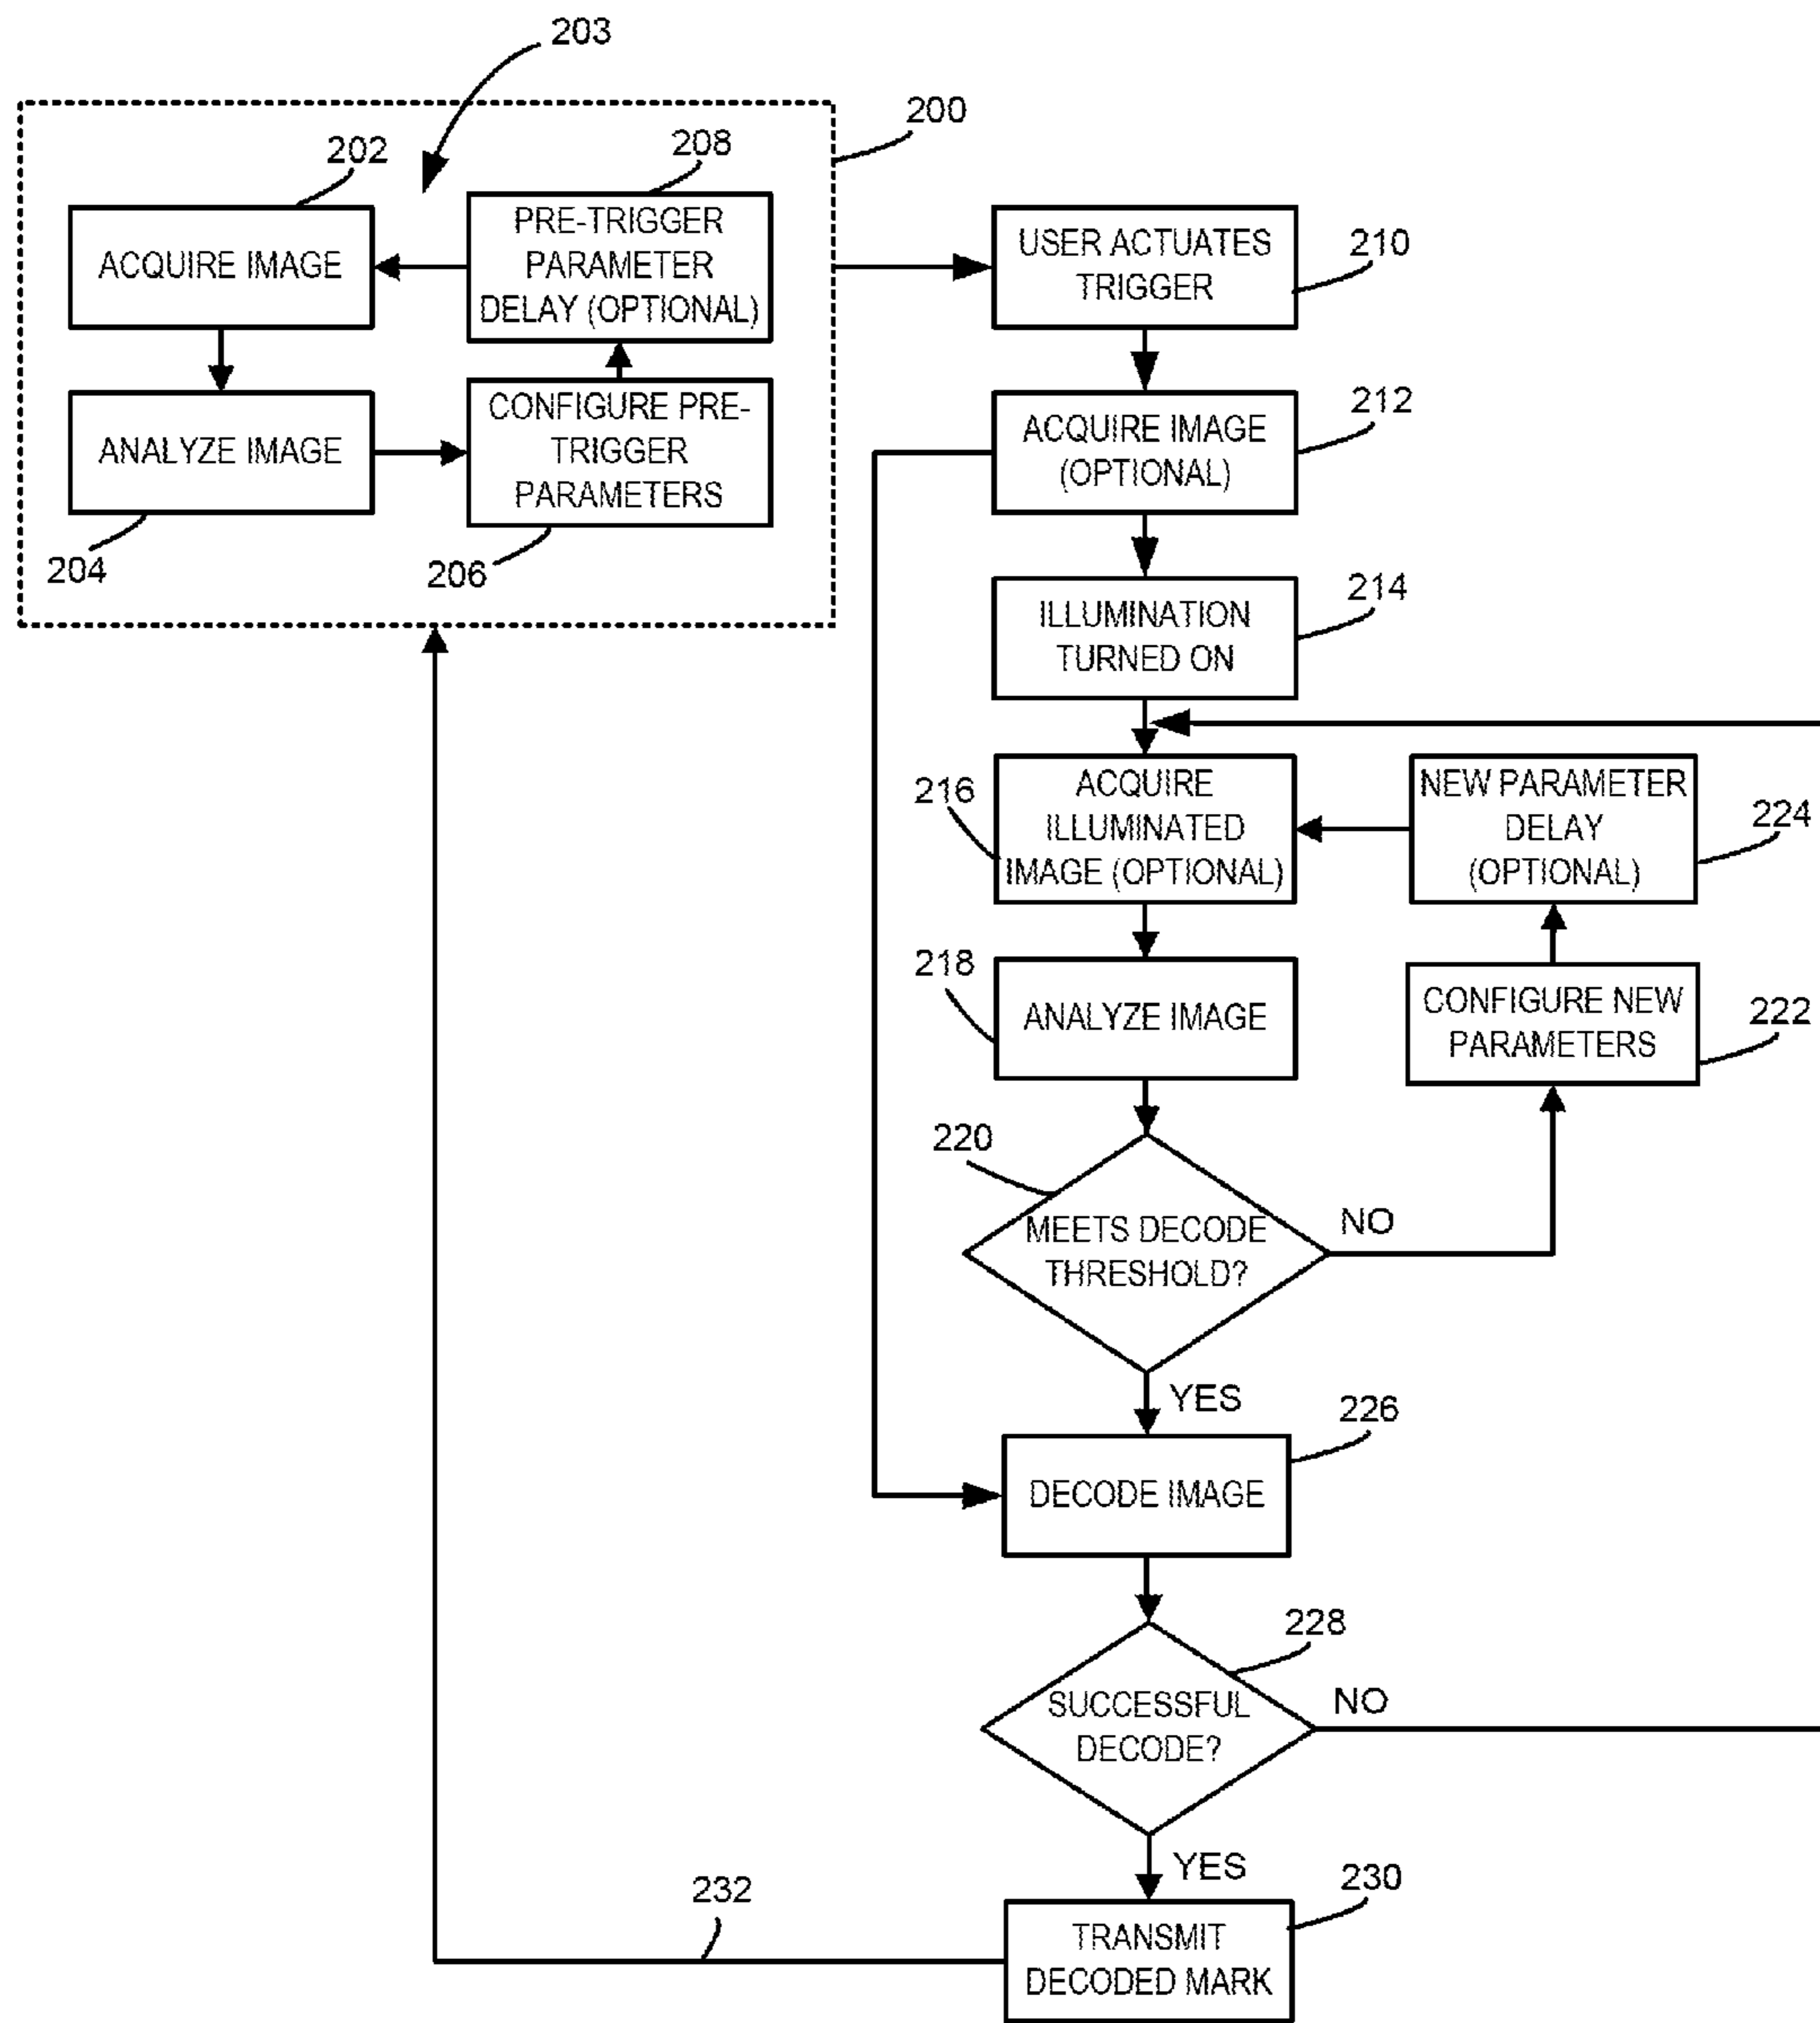 203
200
202
208
ACQUIRE IMAGE
PRE-TRIGGER
PARAMETER
DELAY (OPTIONAL)
ANALYZE IMAGE
CONFIGURE PRE-
TRIGGER
PARAMETERS
204
206
USER ACTUATES
TRIGGER
210
ACQUIRE IMAGE
(OPTIONAL)
212
ILLUMINATION
TURNED ON
214
216
ACQUIRE
ILLUMINATED
IMAGE (OPTIONAL)
NEW PARAMETER
DELAY
(OPTIONAL)
224
218
ANALYZE IMAGE
CONFIGURE NEW
PARAMETERS
222
220
MEETS DECODE
THRESHOLD?
NO
YES
226
DECODE IMAGE
228
SUCCESSFUL
DECODE?
NO
YES
232
230
TRANSMIT
DECODED MARK